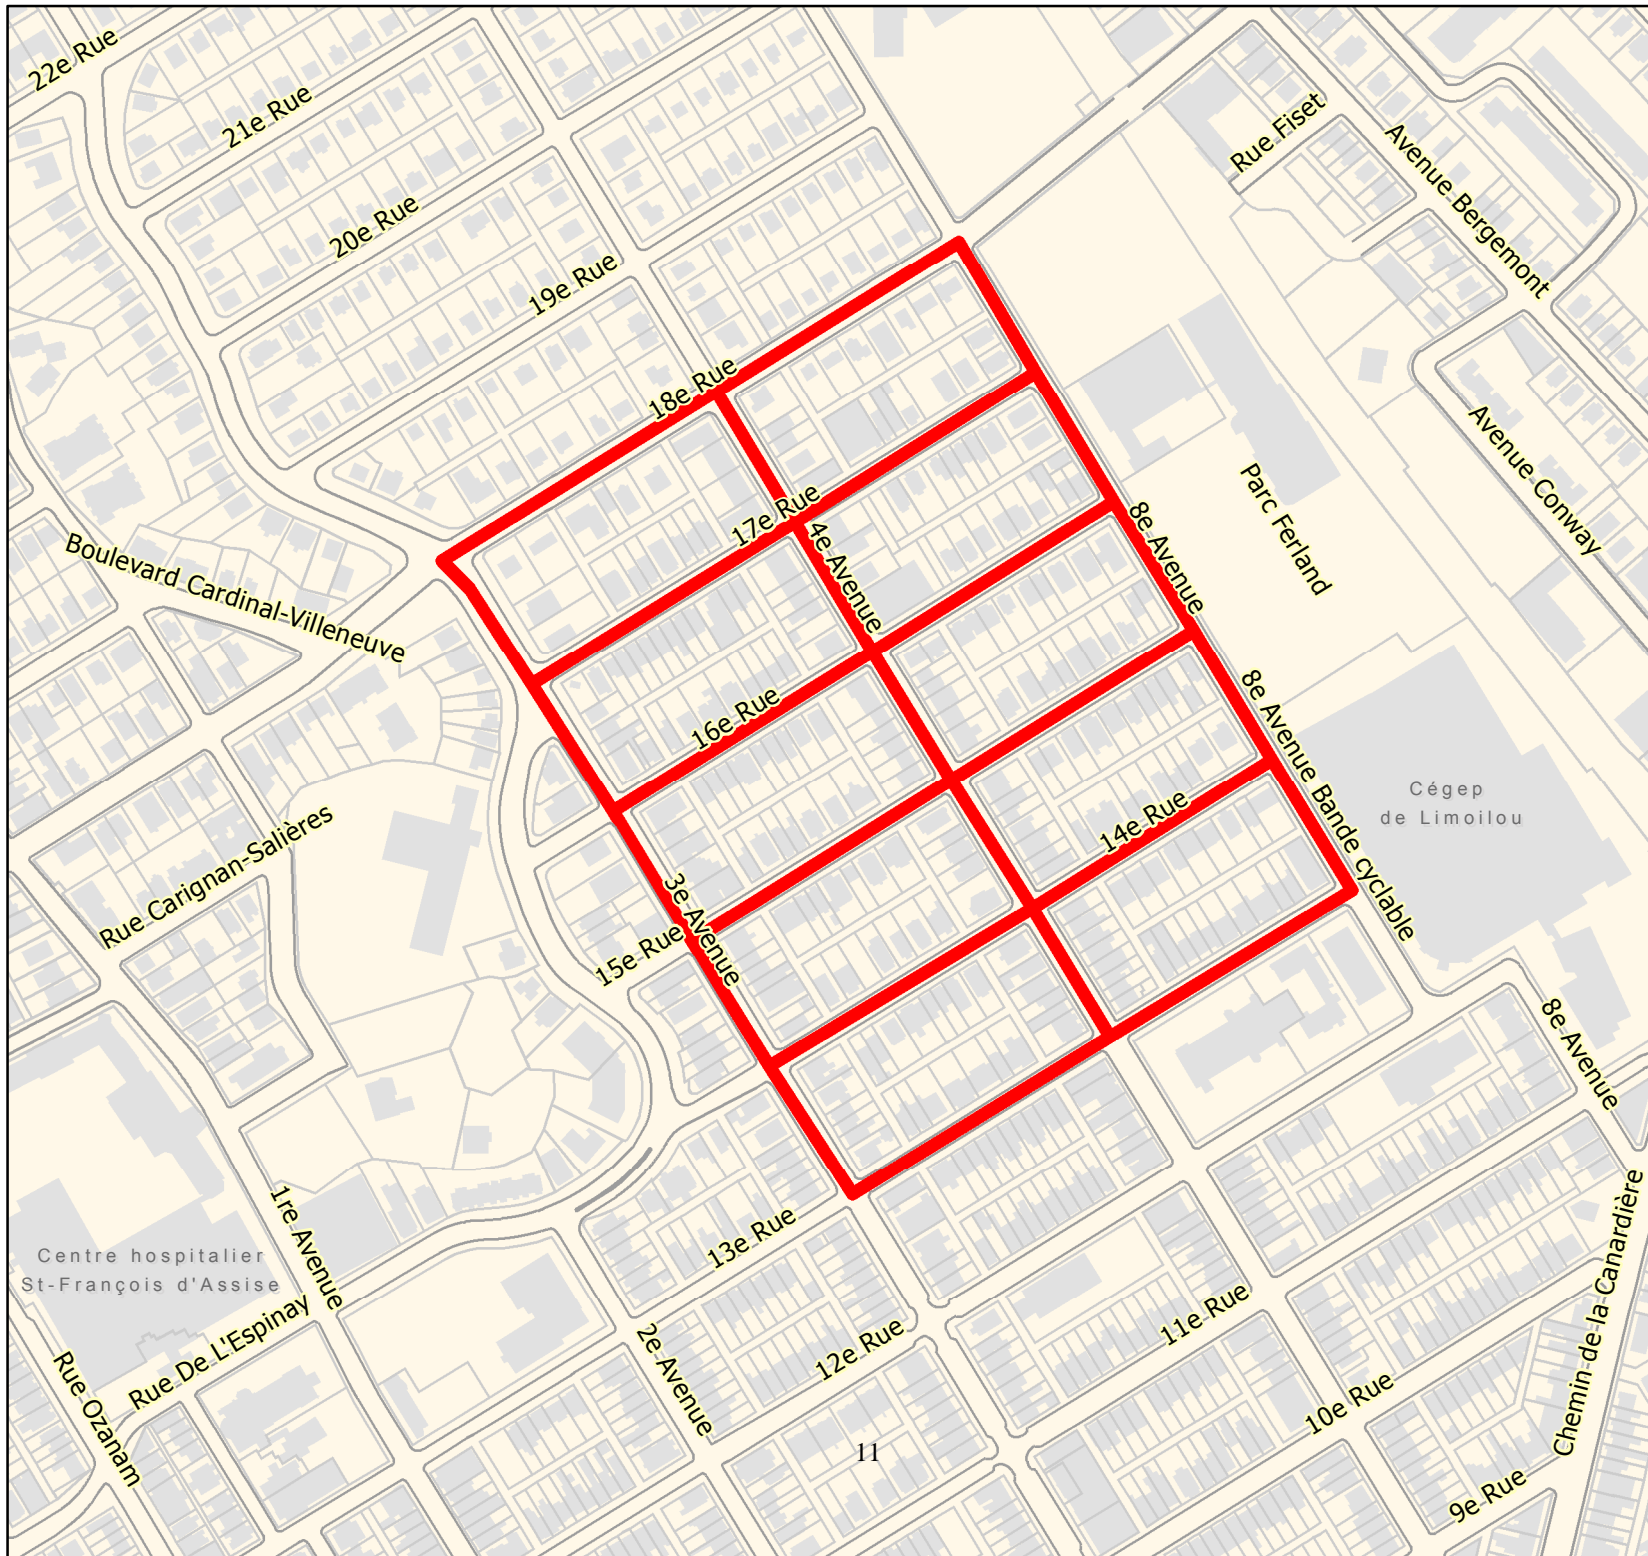 22e Rue
21e Rue
20e Rue
19e Rue
18e Rue
17e Rue
16e Rue
15e Rue
14e Rue
13e Rue
12e Rue
11e Rue
10e Rue
9e Rue
Rue Fiset
Avenue Bergemont
Avenue Conway
Parc Ferland
8e Avenue
8e Avenue Bande cyclable
8e Avenue
4e Avenue
3e Avenue
2e Avenue
1re Avenue
Boulevard Cardinal-Villeneuve
Rue Carignan-Salières
Cégep
de Limoilou
Centre hospitalier
St-François d'Assise
Rue De L'Espinay
Rue Ozanam
Chemin de la Canardière
11